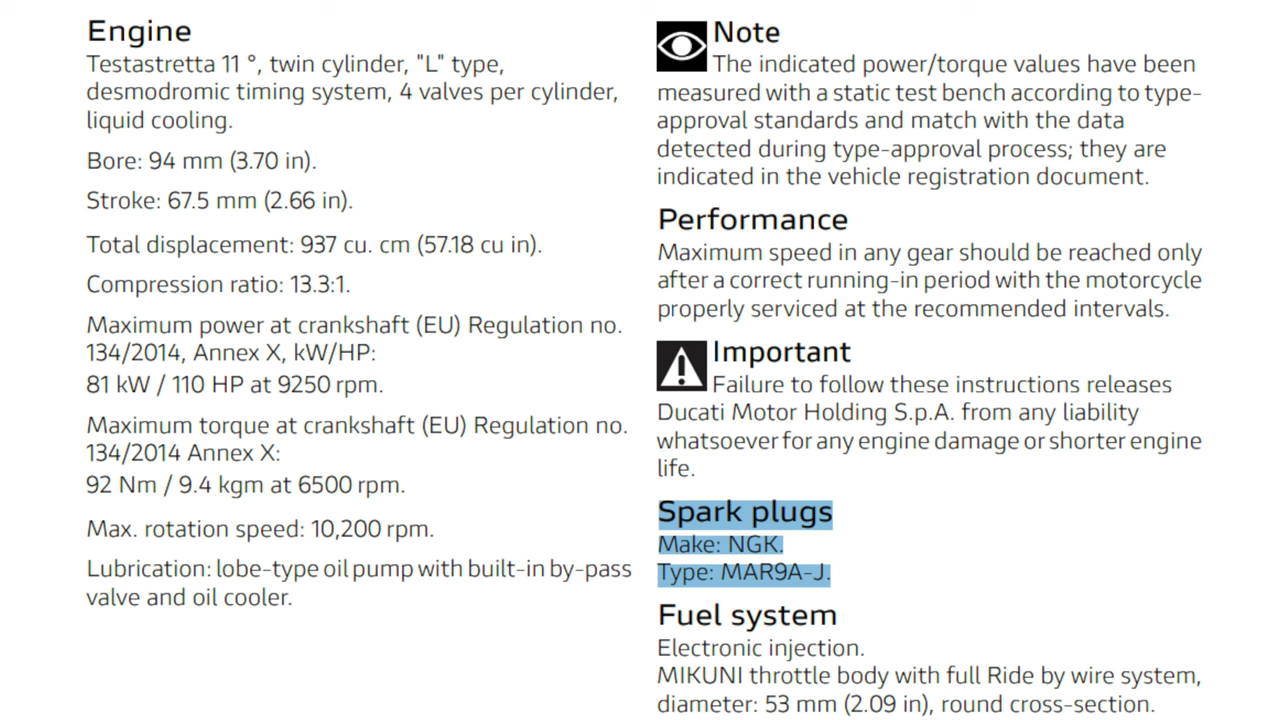 Engine
Testastretta 11 °, twin cylinder, "L" type,
desmodromic timing system, 4 valves per cylinder,
liquid cooling.
Bore: 94 mm (3.70 in).
Stroke: 67.5 mm (2.66 in).
Total displacement: 937 cu. cm (57.18 cu in).
Compression ratio: 13.3:1.
Maximum power at crankshaft (EU) Regulation no.
134/2014, Annex X, kW/HP:
81 kW / 110 HP at 9250 rpm.
Maximum torque at crankshaft (EU) Regulation no.
134/2014 Annex X:
92 Nm / 9.4 kgm at 6500 rpm.
Max. rotation speed: 10,200 rpm.
Lubrication: lobe-type oil pump with built-in by-pass
valve and oil cooler.
Note
The indicated power/torque values have been
measured with a static test bench according to type-
approval standards and match with the data
detected during type-approval process; they are
indicated in the vehicle registration document.
Performance
Maximum speed in any gear should be reached only
after a correct running-in period with the motorcycle
properly serviced at the recommended intervals.
Important
Failure to follow these instructions releases
Ducati Motor Holding S.p.A. from any liability
whatsoever for any engine damage or shorter engine
life.
Spark plugs
Make: NGK.
Type: MAR9A-J.
Fuel system
Electronic injection.
MIKUNI throttle body with full Ride by wire system,
diameter: 53 mm (2.09 in), round cross-section.